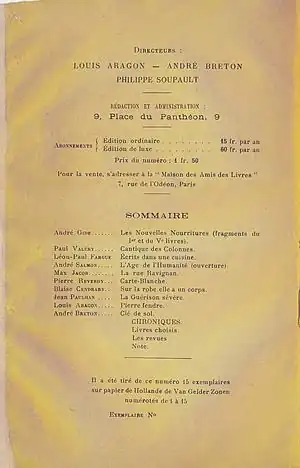 DIRECTEURS :
LOUIS ARAGON — ANDRÉ BRETON
PHILIPPE SOUPAULT
RÉDACTION ET ADMINISTRATION :
9, Place du Panthéon, 9
ABONNEMENTS { Edition ordinaire . . . . . . . 15 fr. par an
{ Edition de luxe . . . . . . . . 60 fr. par an
Prix du numéro : 1 fr. 50
Pour la vente, s'adresser à la "Maison des Amis des Livres"
7, rue de l'Odéon, Paris
SOMMAIRE
ANDRÉ GIDE...... Les Nouvelles Nourritures (fragments du
Ier et du Ve livres).
PAUL VALÉRY..... Cantique des Colonnes.
LÉON-PAUL FARGUE Ecrits dans une cuisine.
ANDRÉ SALMON.... L'Age de l'Humanité (ouverture)
MAX JACOB....... La rue Ravignan.
PIERRE REVERDY.. Carte-Blanche.
BLAISE CENDRARS.. Sur la robe elle a un corps.
JEAN PAULHAN .... La Guérison sévère.
LOUIS ARAGON..... Pierre fendre.
ANDRÉ BRETON..... Clé de sol.
CHRONIQUES.
Livres choisis.
Les revues
Note.
Il a été tiré de ce numéro 15 exemplaires
sur papier de Hollande de Van Gelder Zonen
numérotés de 1 à 15
EXEMPLAIRE No